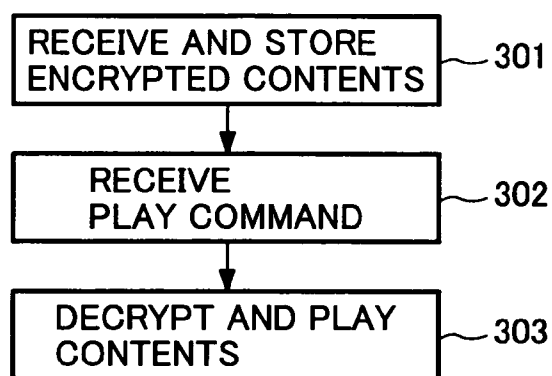 RECEIVE AND STORE
ENCRYPTED CONTENTS
301
RECEIVE
PLAY COMMAND
302
DECRYPT AND PLAY
CONTENTS
303